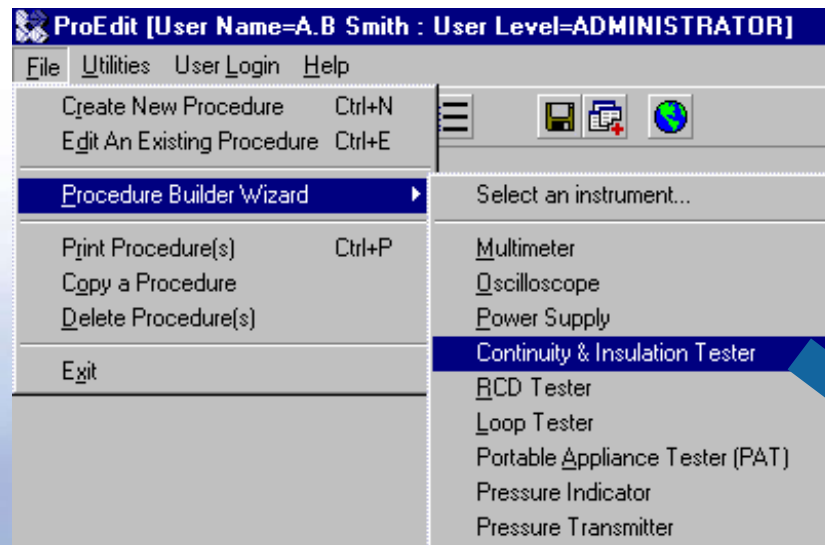 ProEdit [User Name=A.B Smith : User Level=ADMINISTRATOR]
File Utilities User Login Help
Create New Procedure Ctrl+N
Edit An Existing Procedure Ctrl+E
Procedure Builder Wizard
Print Procedure(s) Ctrl+P
Copy a Procedure
Delete Procedure(s)
Exit
Select an instrument...
Multimeter
Oscilloscope
Power Supply
Continuity & Insulation Tester
RCD Tester
Loop Tester
Portable Appliance Tester (PAT)
Pressure Indicator
Pressure Transmitter